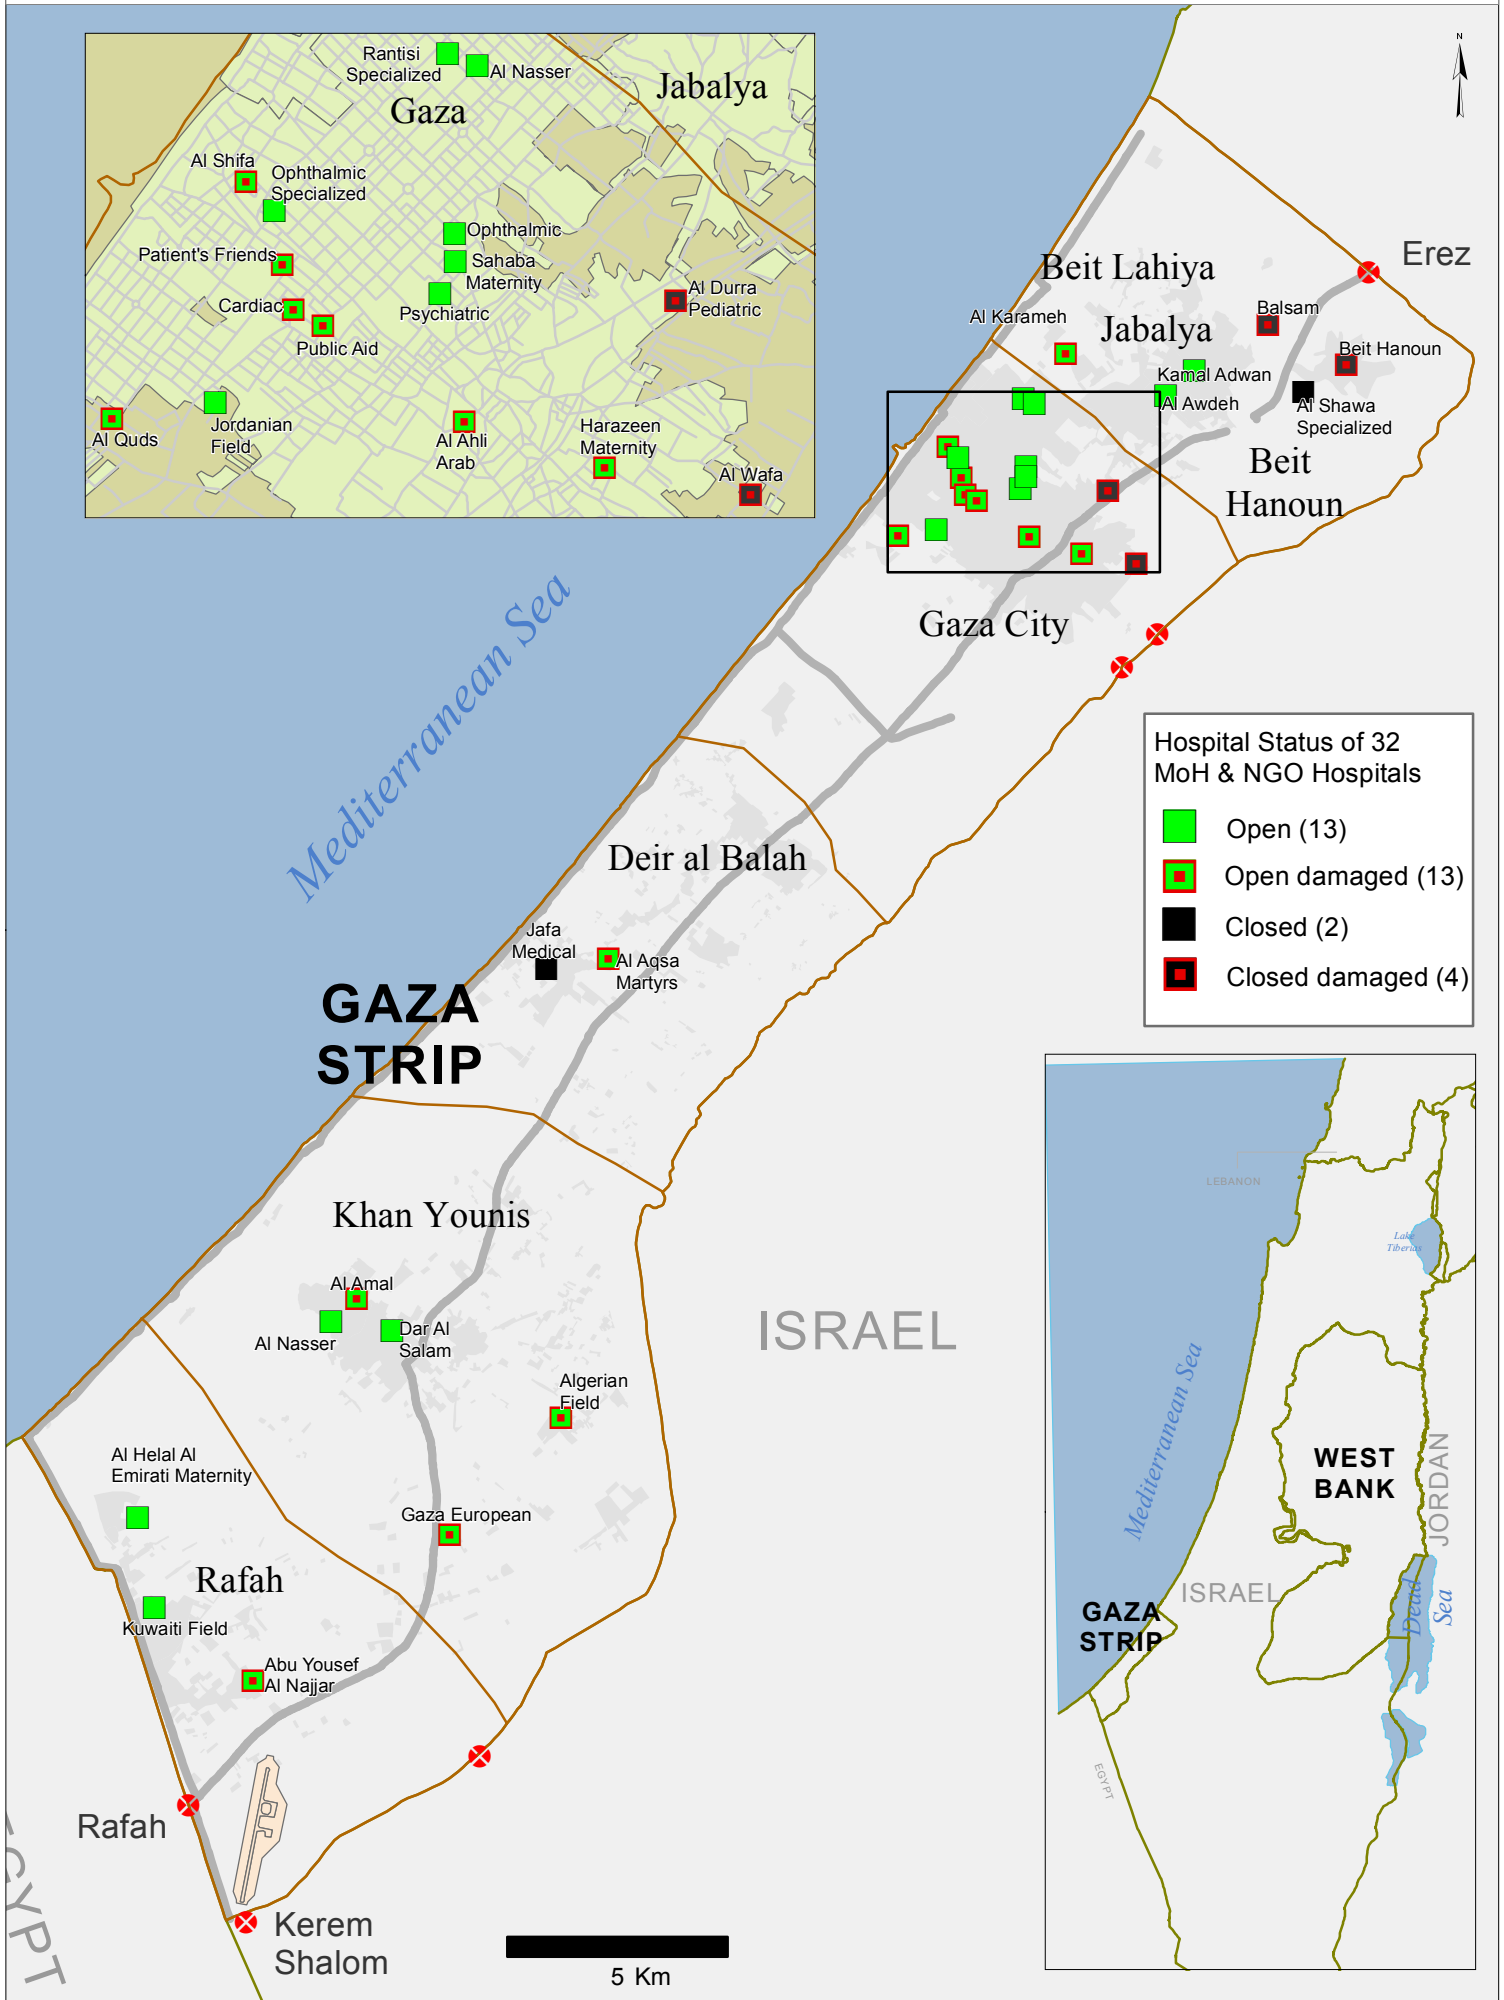 N
Rantisi
Specialized
Al Nasser
Gaza
Jabalya
Al Shifa
Ophthalmic
Specialized
Ophthalmic
Patient's Friends
Sahaba
Maternity
Al Durra
Pediatric
Cardiac
Psychiatric
Public Aid
Al Quds
Jordanian
Field
Al Ahli
Arab
Harazeen
Maternity
Al Wafa
Erez
Beit Lahiya
Balsam
Al Karameh
Jabalya
Beit Hanoun
Kamal Adwan
Al Awdeh
Al Shawa
Specialized
Beit
Hanoun
Gaza City
Mediterranean Sea
Hospital Status of 32
MoH & NGO Hospitals
Open (13)
Open damaged (13)
Closed (2)
Closed damaged (4)
Deir al Balah
Jafa
Medical
Al Aqsa
Martyrs
GAZA
STRIP
Khan Younis
Al Amal
Al Nasser
Dar Al
Salam
ISRAEL
Algerian
Field
Al Helal Al
Emirati Maternity
Gaza European
Rafah
Kuwaiti Field
Abu Yousef
Al Najjar
Rafah
EGYPT
Kerem
Shalom
5 Km
LEBANON
Lake
Tiberias
Mediterranean Sea
WEST
BANK
JORDAN
ISRAEL
GAZA
STRIP
Dead
Sea
EGYPT